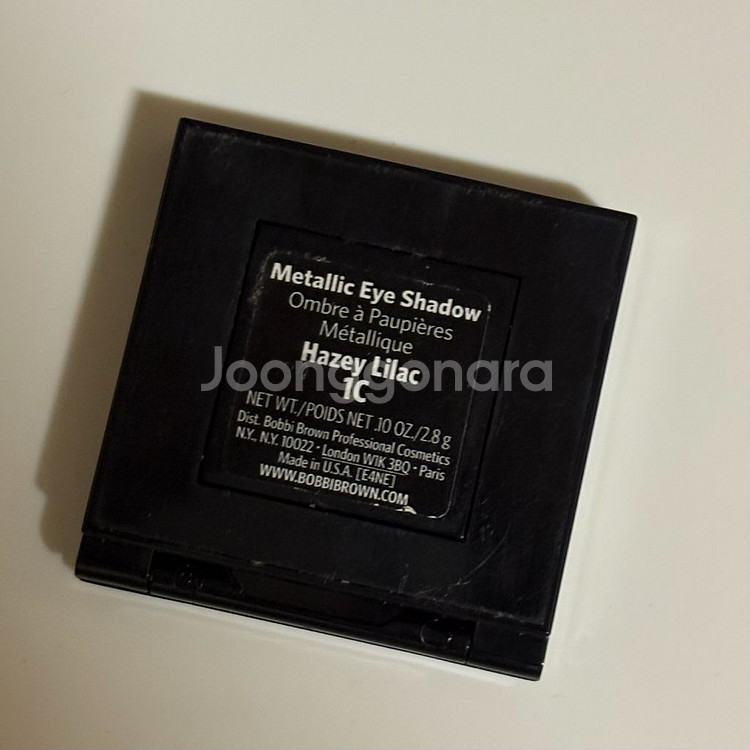 Metallic Eye Shadow
Ombre à Paupières
Métallique
Hazey Lilac
1C
NET WT./POIDS NET .10 OZ./2.8 g
Dist. Bobbi Brown Professional Cosmetics
N.Y., N.Y. 10022 · London W1K 3BQ · Paris
Made in U.S.A. [E4NE]
WWW.BOBBIBROWN.COM
Joonggonara